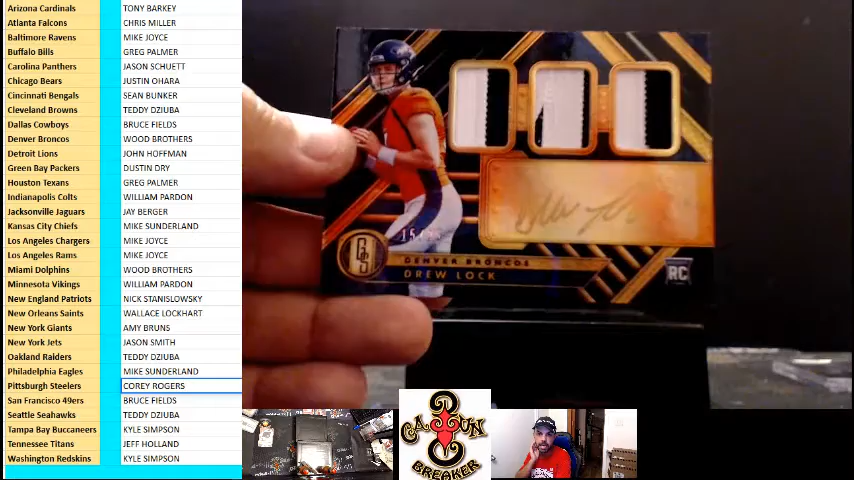 Arizona Cardinals TONY BARKEY
Atlanta Falcons CHRIS MILLER
Baltimore Ravens MIKE JOYCE
Buffalo Bills GREG PALMER
Carolina Panthers JASON SCHUETT
Chicago Bears JUSTIN OHARA
Cincinnati Bengals SEAN BUNKER
Cleveland Browns TEDDY DZIUBA
Dallas Cowboys BRUCE FIELDS
Denver Broncos WOOD BROTHERS
Detroit Lions JOHN HOFFMAN
Green Bay Packers DUSTIN DRY
Houston Texans GREG PALMER
Indianapolis Colts WILLIAM PARDON
Jacksonville Jaguars JAY BERGER
Kansas City Chiefs MIKE SUNDERLAND
Los Angeles Chargers MIKE JOYCE
Los Angeles Rams MIKE JOYCE
Miami Dolphins WOOD BROTHERS
Minnesota Vikings WILLIAM PARDON
New England Patriots NICK STANISLOWSKY
New Orleans Saints WALLACE LOCKHART
New York Giants AMY BRUNS
New York Jets JASON SMITH
Oakland Raiders TEDDY DZIUBA
Philadelphia Eagles MIKE SUNDERLAND
Pittsburgh Steelers COREY ROGERS
San Francisco 49ers BRUCE FIELDS
Seattle Seahawks TEDDY DZIUBA
Tampa Bay Buccaneers KYLE SIMPSON
Tennessee Titans JEFF HOLLAND
Washington Redskins KYLE SIMPSON
GS
DENVER BRONCOS
DREW LOCK
RC
CAJUN
BREAKER